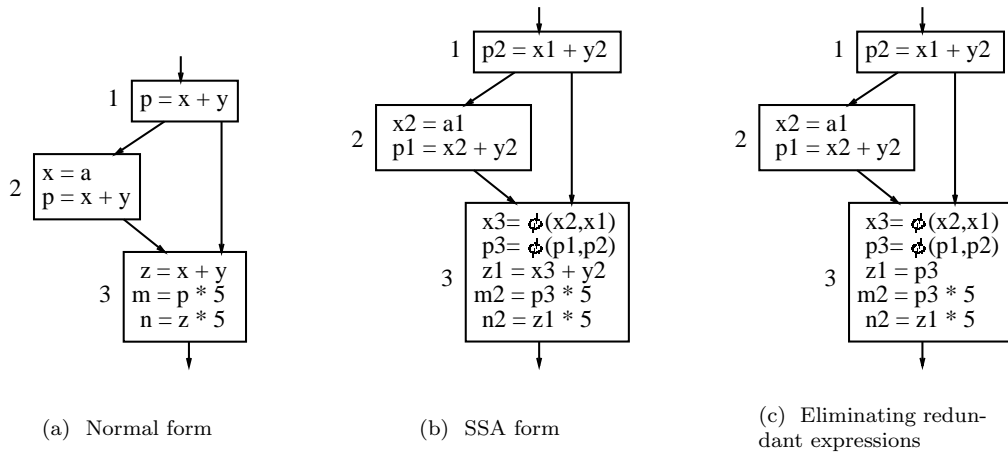 1
p = x + y
2
x = a
p = x + y
3
z = x + y
m = p * 5
n = z * 5
(a) Normal form
1
p2 = x1 + y2
2
x2 = a1
p1 = x2 + y2
3
x3= ϕ(x2,x1)
p3= ϕ(p1,p2)
z1 = x3 + y2
m2 = p3 * 5
n2 = z1 * 5
(b) SSA form
1
p2 = x1 + y2
2
x2 = a1
p1 = x2 + y2
3
x3= ϕ(x2,x1)
p3= ϕ(p1,p2)
z1 = p3
m2 = p3 * 5
n2 = z1 * 5
(c) Eliminating redun-
dant expressions